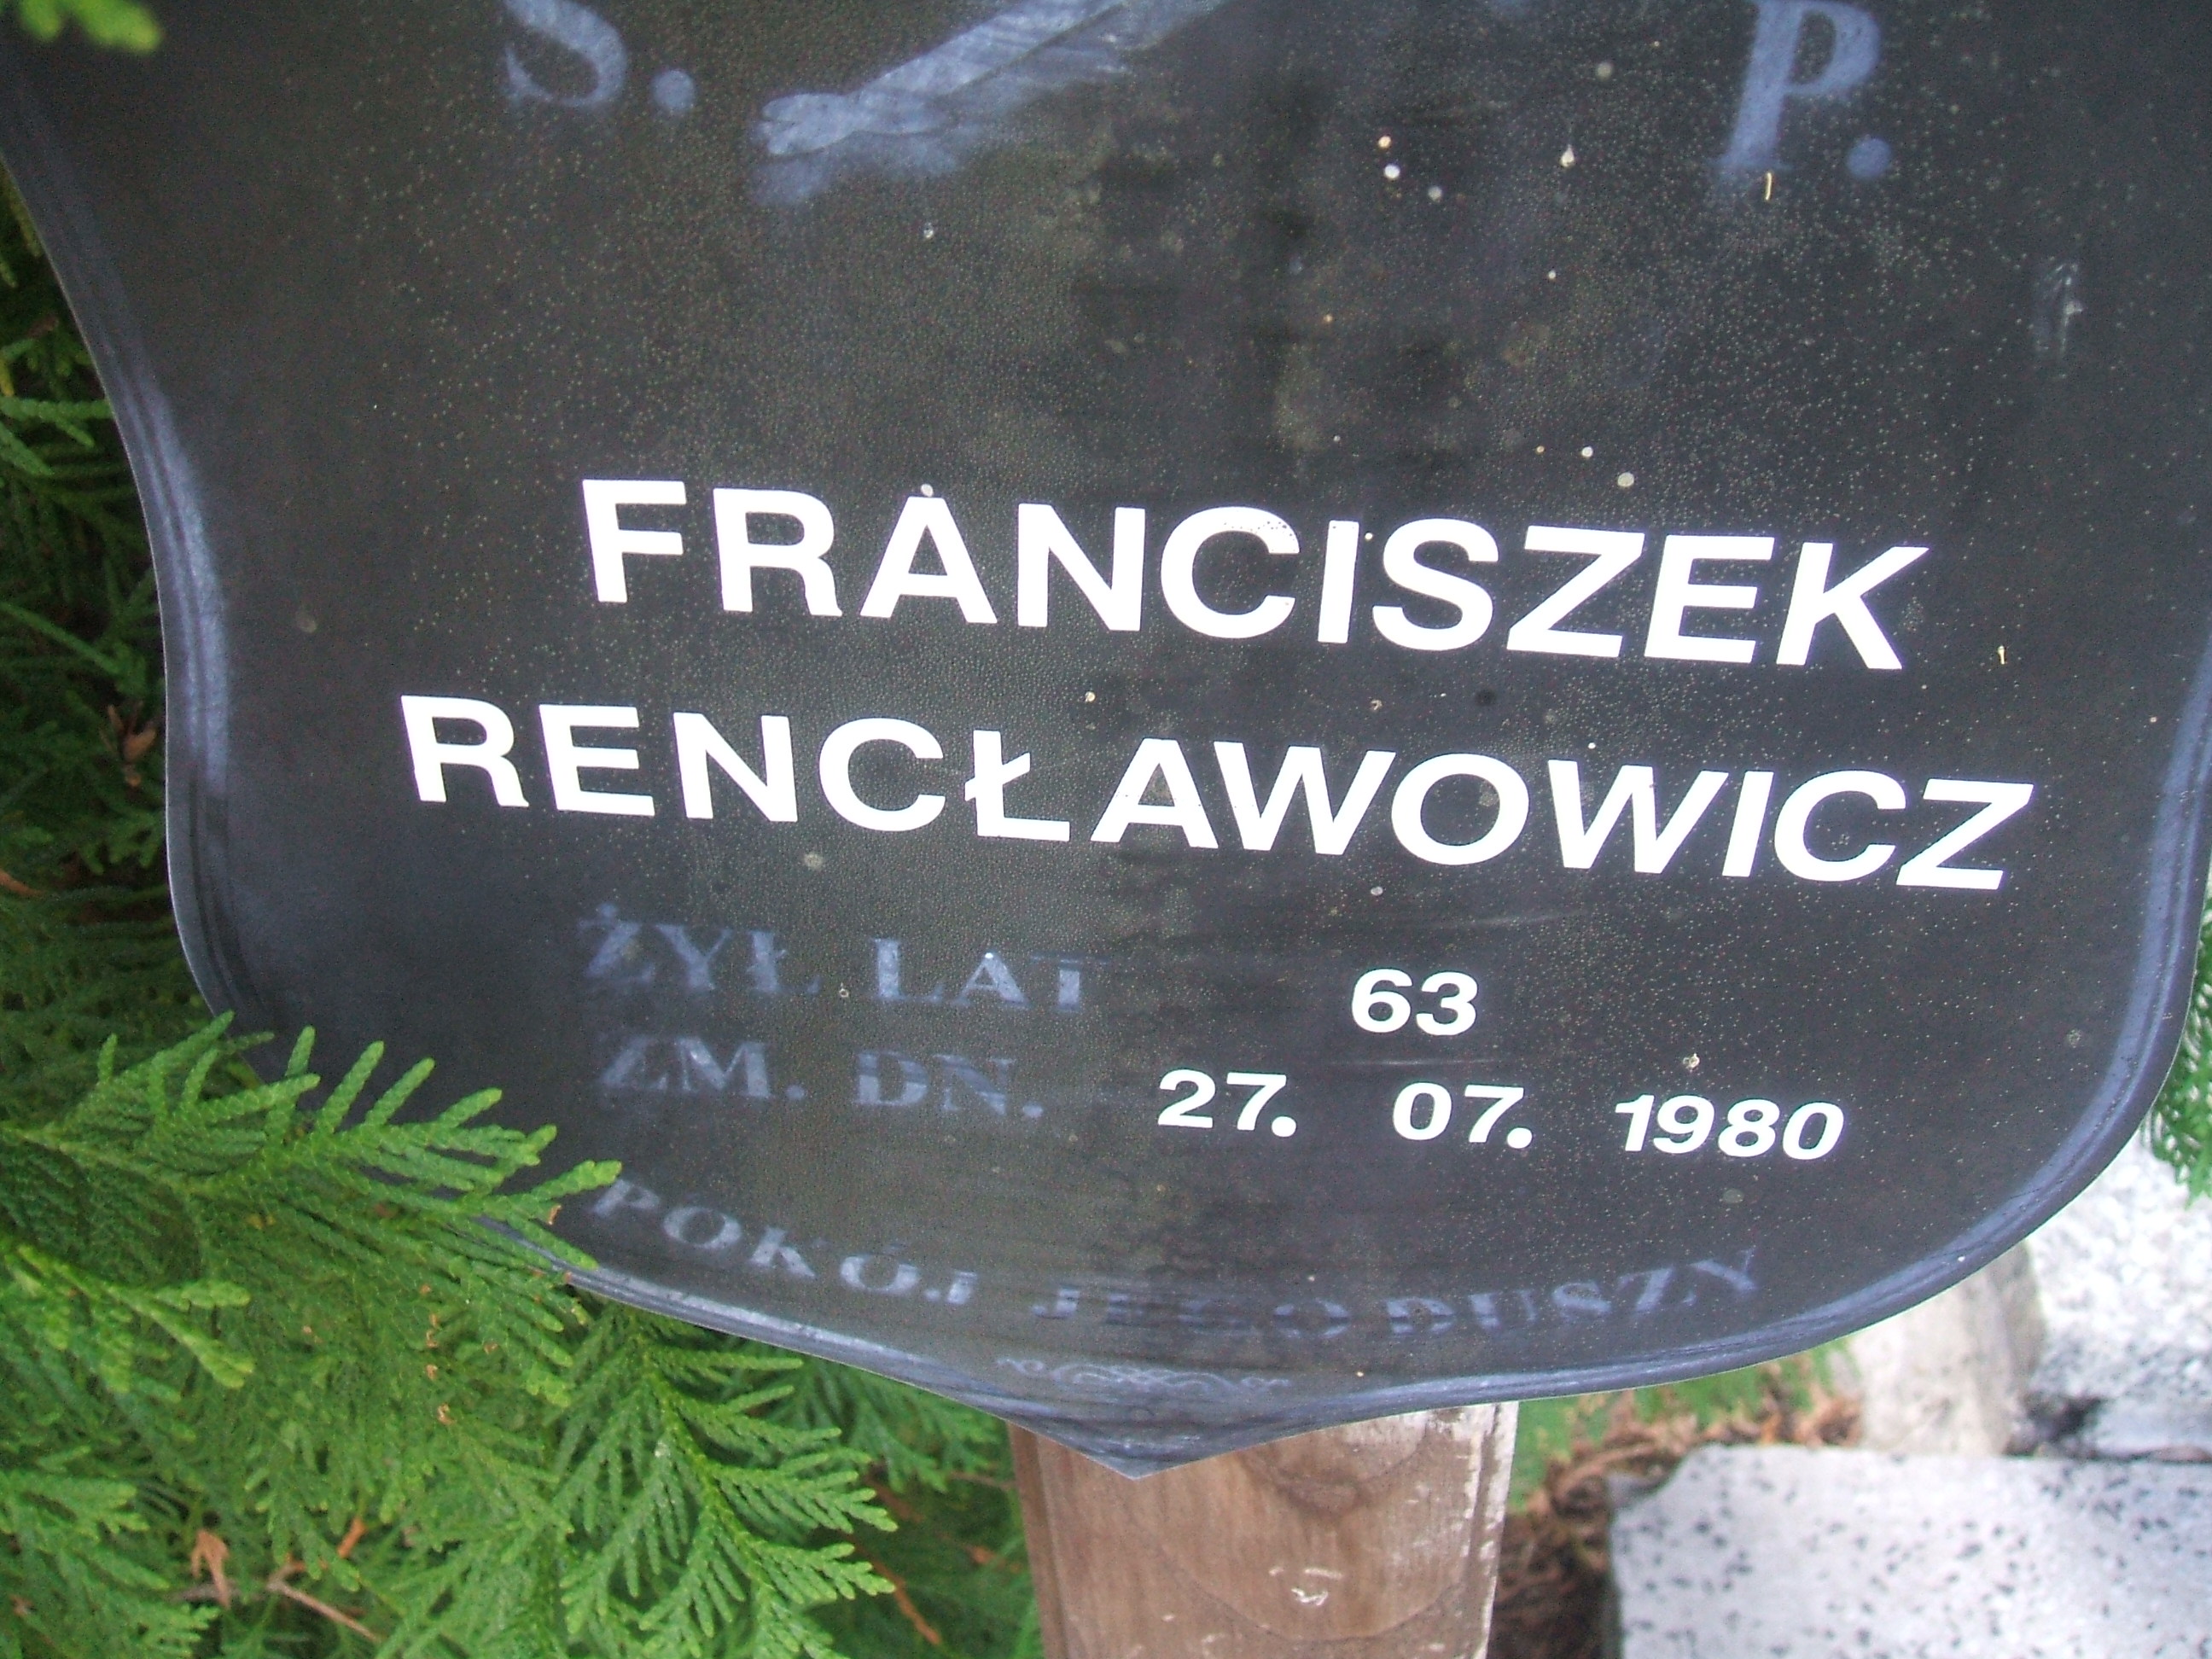 S. P.
FRANCISZEK
RENCŁAWOWICZ
ŻYŁ LAT 63
ZM. DN. 27. 07. 1980
POKÓJ JEGO DUSZY